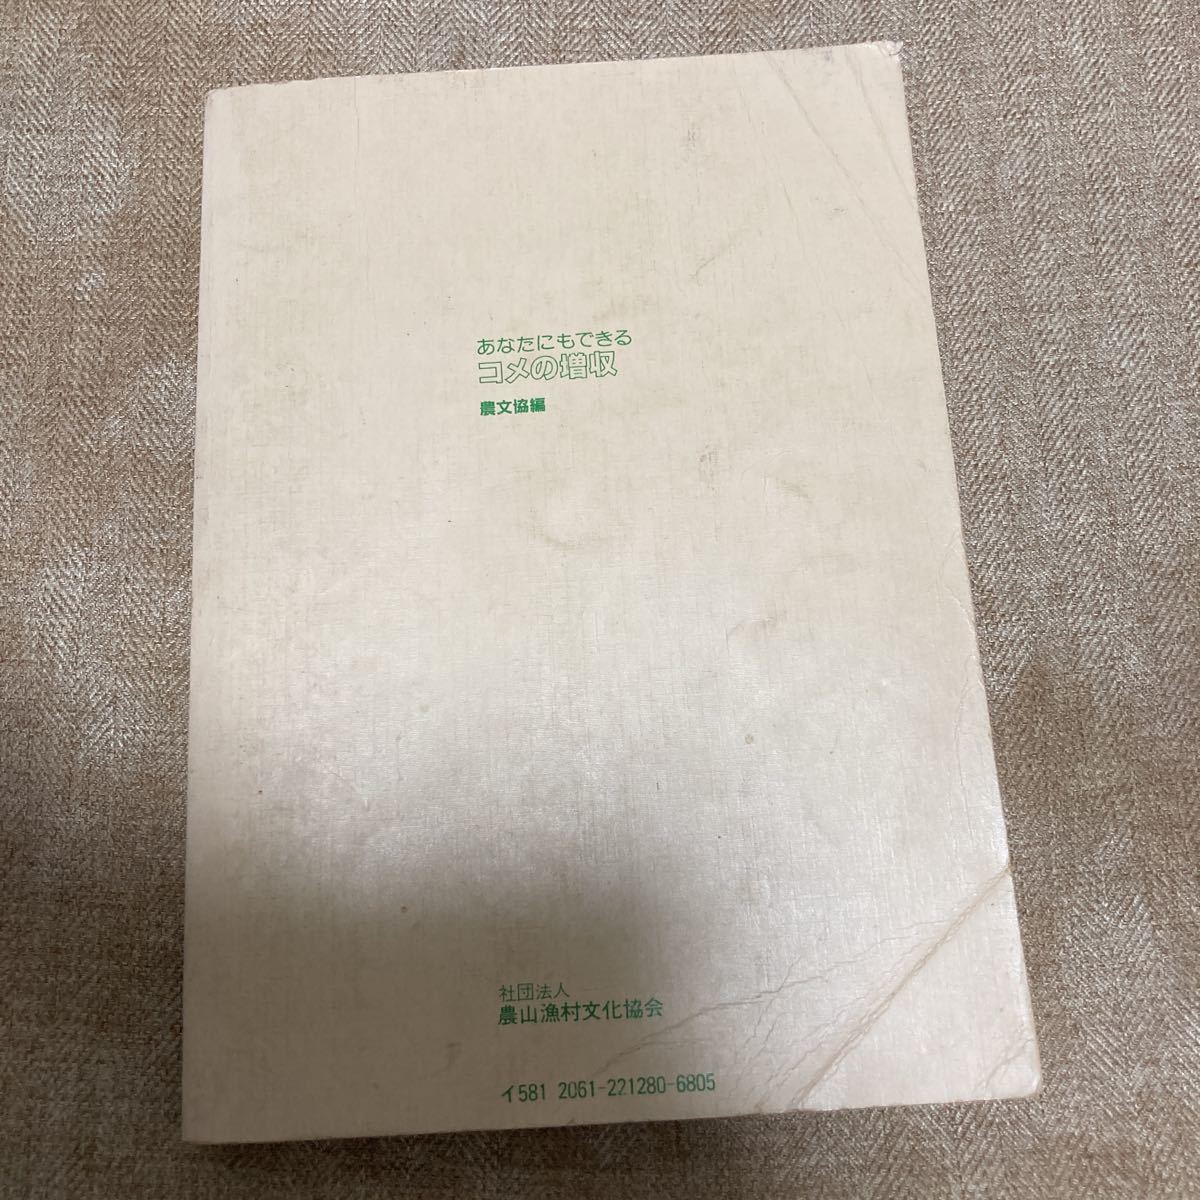 あなたにもできる
コメの増収
農文協編
社団法人
農山漁村文化協会
イ581 2061-221280-6805